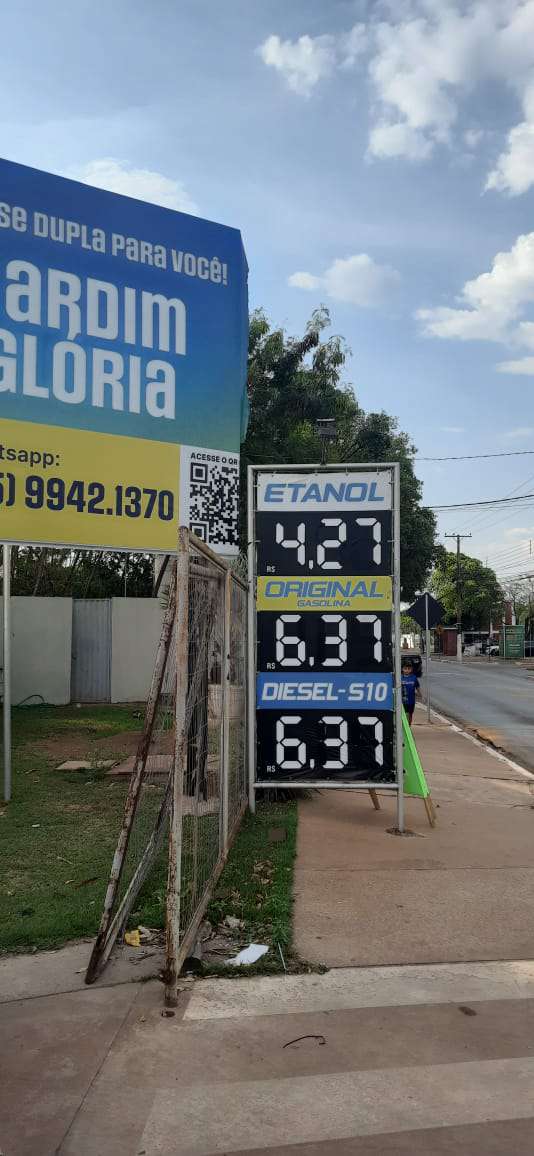 SE DUPLA PARA VOCÊ!
JARDIM
GLÓRIA
tsapp:
5) 9942.1370
ACESSE O QR
ETANOL
R$ 4,27
ORIGINAL
GASOLINA
R$ 6,37
DIESEL-S10
R$ 6,37